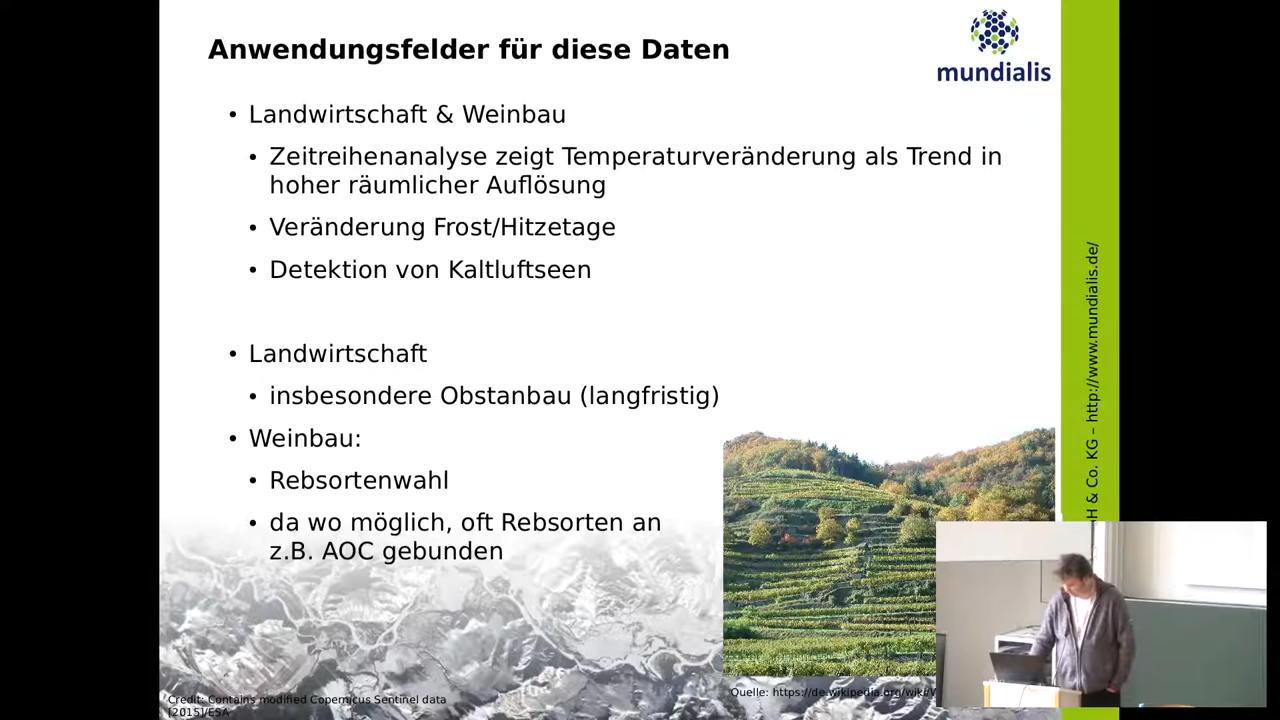 Anwendungsfelder für diese Daten
mundialis
• Landwirtschaft & Weinbau
• Zeitreihenanalyse zeigt Temperaturveränderung als Trend in
hoher räumlicher Auflösung
• Veränderung Frost/Hitzetage
• Detektion von Kaltluftseen
• Landwirtschaft
• insbesondere Obstanbau (langfristig)
• Weinbau:
• Rebsortenwahl
• da wo möglich, oft Rebsorten an
z.B. AOC gebunden
H & Co. KG – http://www.mundialis.de/
Quelle: https://de.wikipedia.org/wiki/W
Credit: Contains modified Copernicus Sentinel data
[2015]/ESA